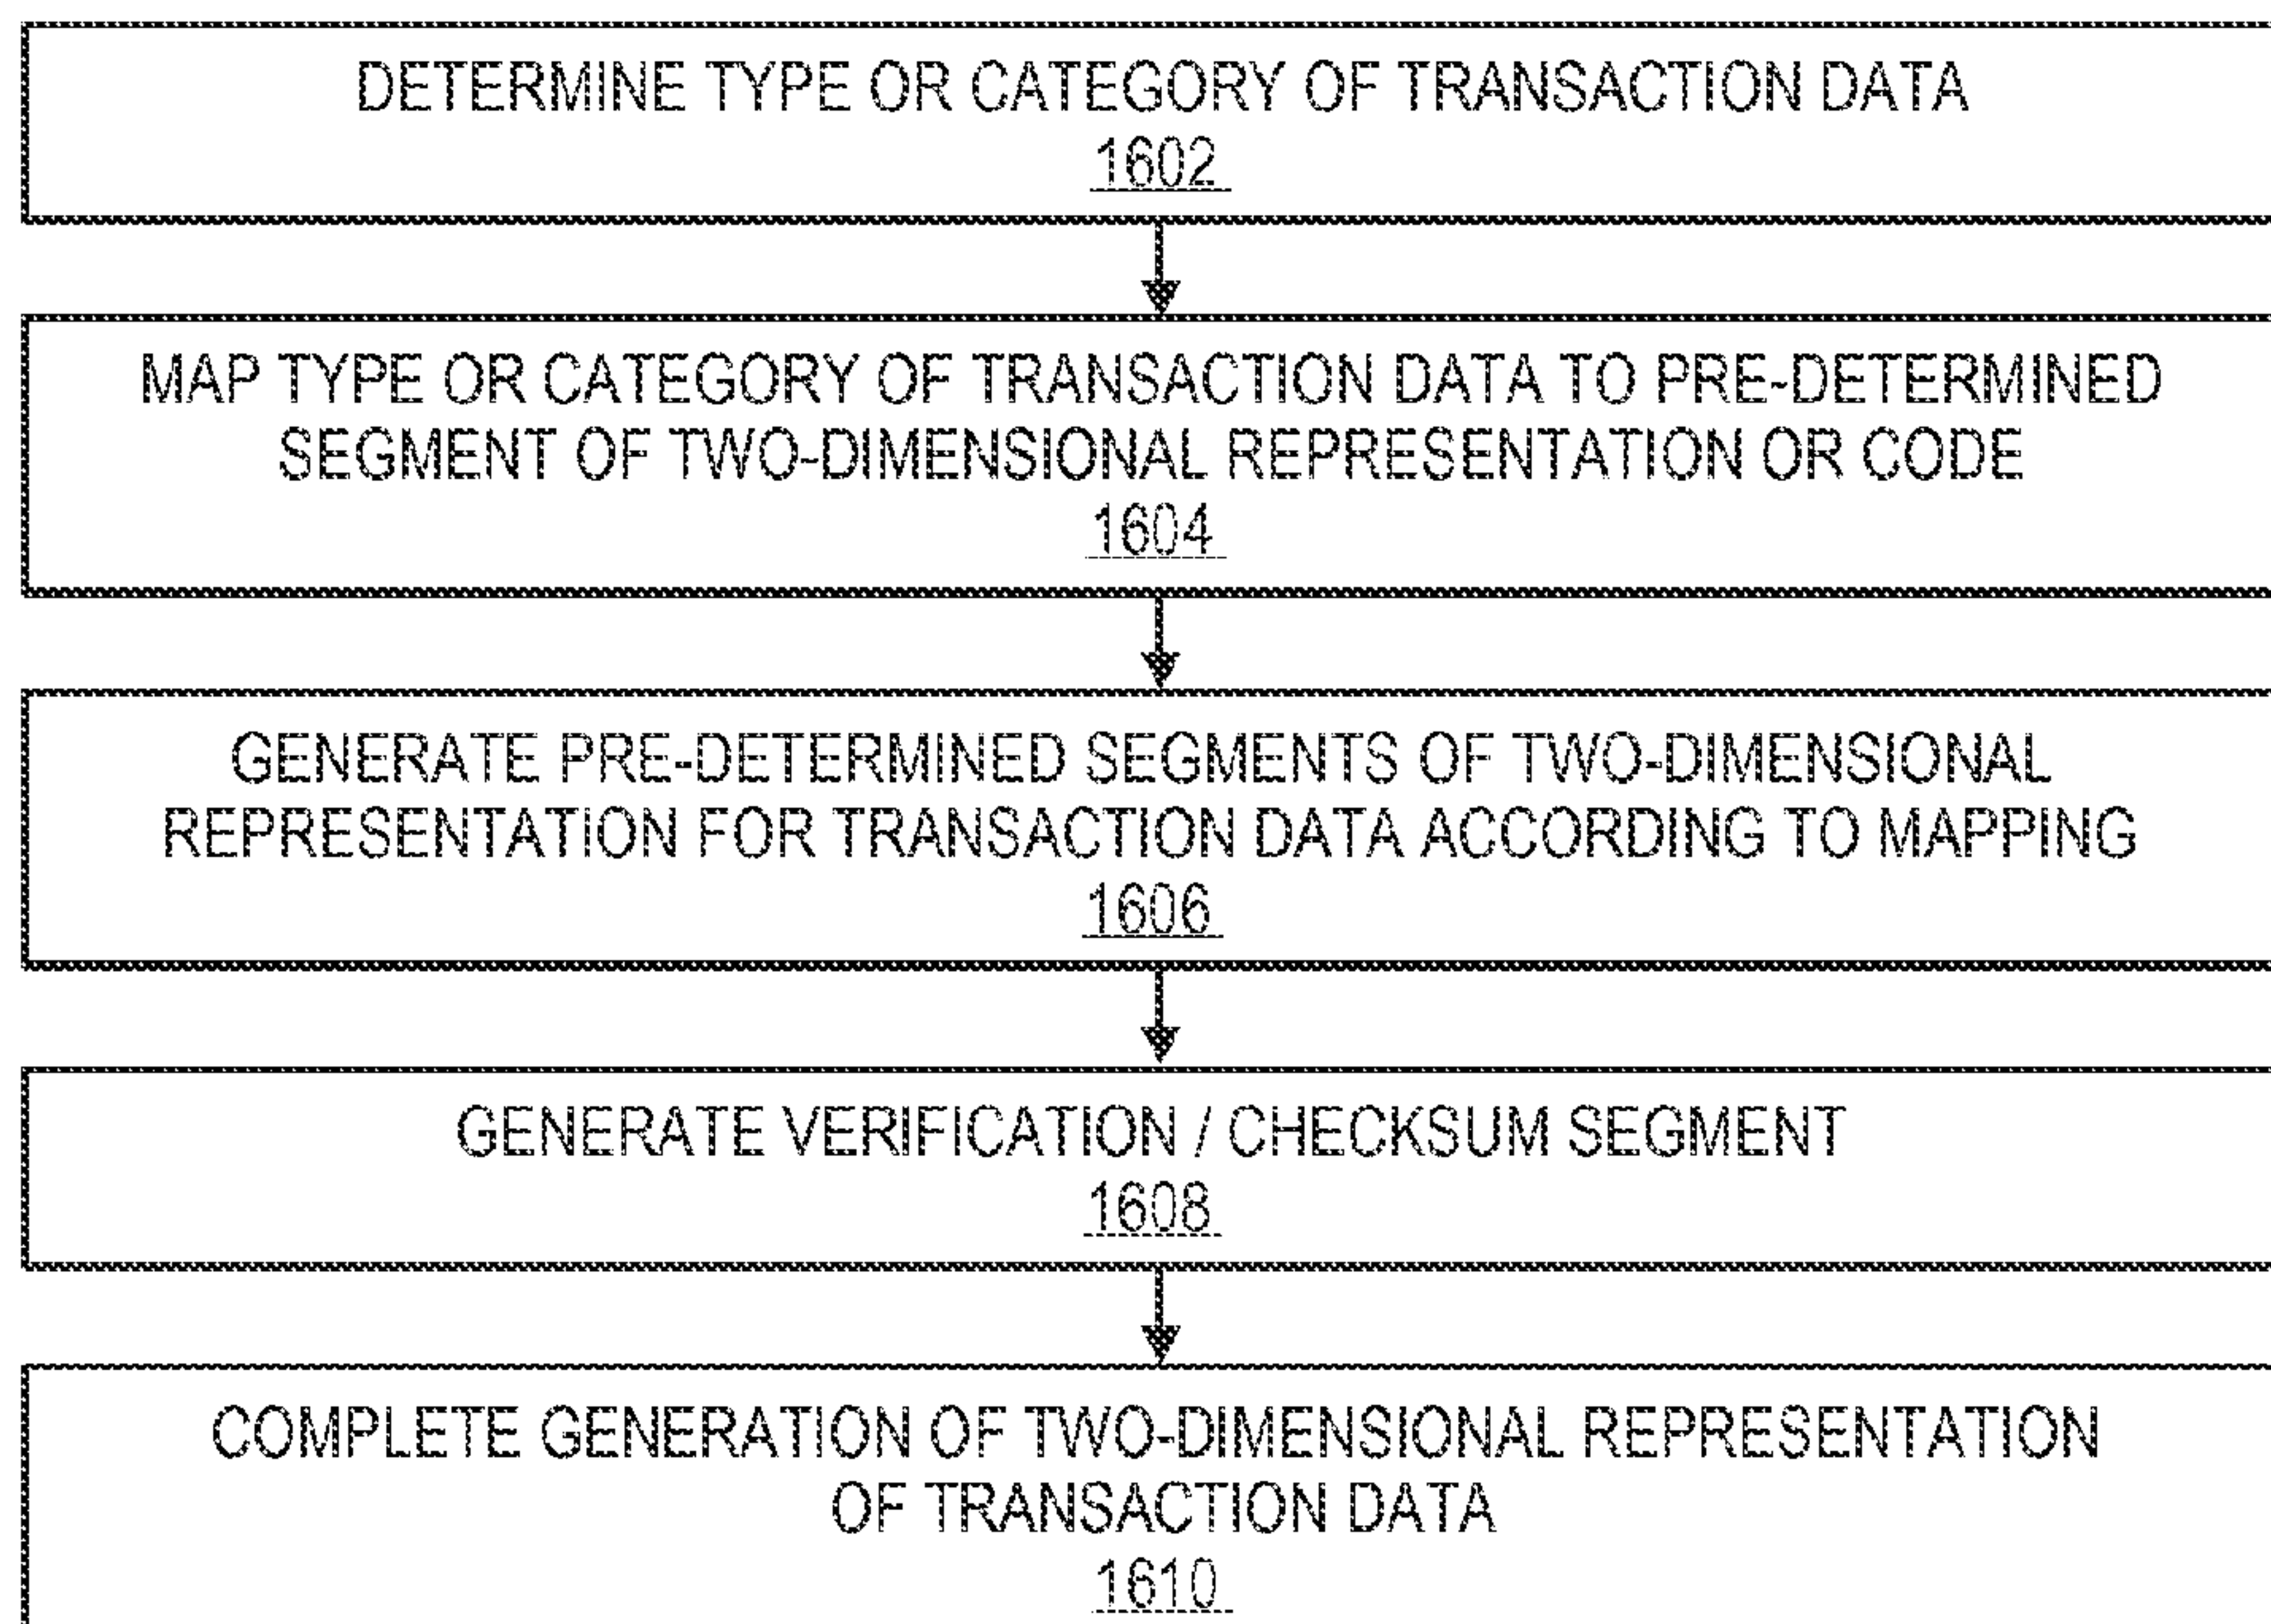 DETERMINE TYPE OR CATEGORY OF TRANSACTION DATA
1602
MAP TYPE OR CATEGORY OF TRANSACTION DATA TO PRE-DETERMINED
SEGMENT OF TWO-DIMENSIONAL REPRESENTATION OR CODE
1604
GENERATE PRE-DETERMINED SEGMENTS OF TWO-DIMENSIONAL
REPRESENTATION FOR TRANSACTION DATA ACCORDING TO MAPPING
1606
GENERATE VERIFICATION / CHECKSUM SEGMENT
1608
COMPLETE GENERATION OF TWO-DIMENSIONAL REPRESENTATION
OF TRANSACTION DATA
1610